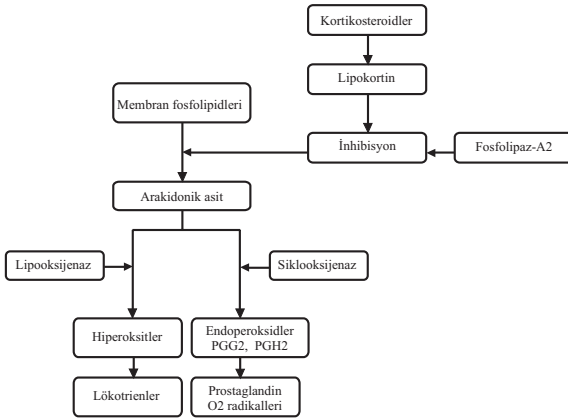 Kortikosteroidler
Lipokortin
Membran fosfolipidleri
İnhibisyon
Fosfolipaz-A2
Arakidonik asit
Lipooksijenaz
Siklooksijenaz
Hiperoksitler
Endoperoksidler
PGG2, PGH2
Lökotrienler
Prostaglandin
O2 radikalleri